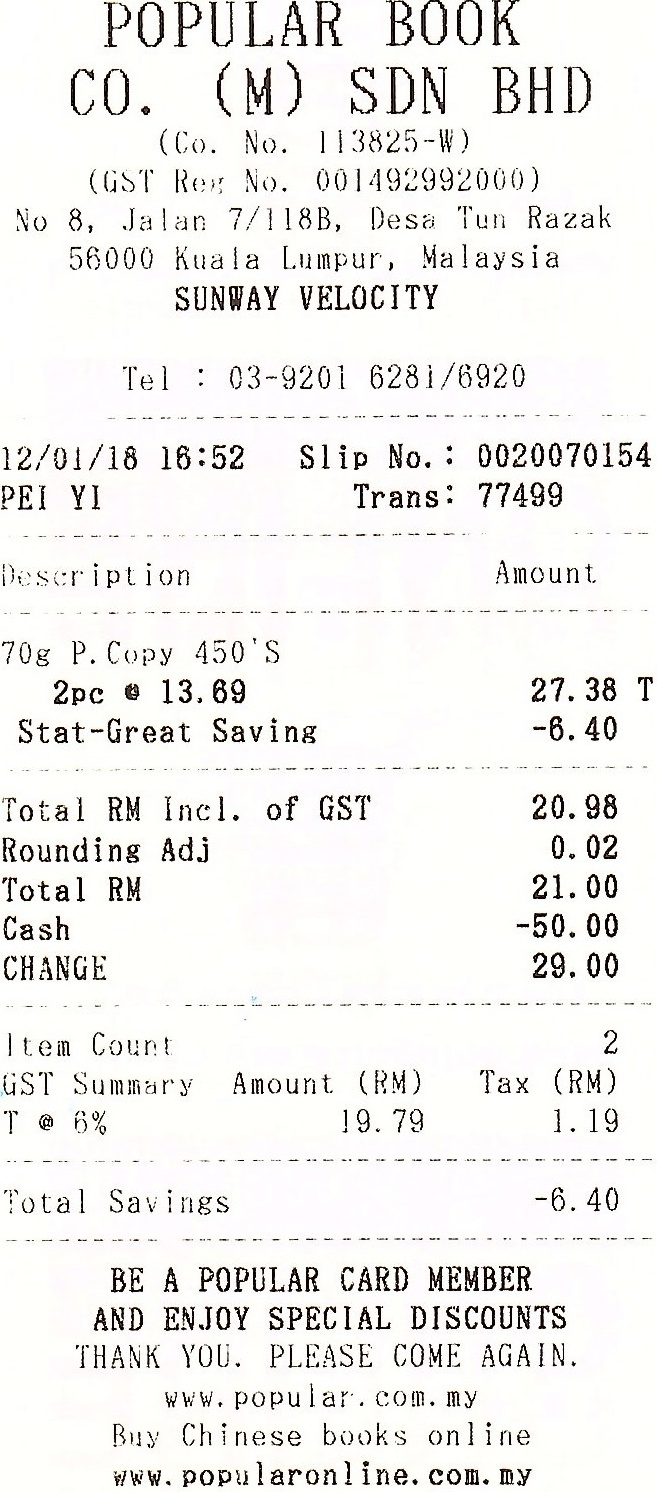 POPULAR BOOK
CO. (M) SDN BHD
(Co. No. 113825-W)
(GST Reg No. 001492992000)
No 8, Jalan 7/118B, Desa Tun Razak
56000 Kuala Lumpur, Malaysia
SUNWAY VELOCITY
Tel : 03-9201 6281/6920
12/01/18 16:52 Slip No.: 0020070154
PEI YI Trans: 77499
Description Amount
70g P.Copy 450'S
2pc @ 13.69 27.38 T
Stat-Great Saving -6.40
Total RM Incl. of GST 20.98
Rounding Adj 0.02
Total RM 21.00
Cash -50.00
CHANGE 29.00
Item Count 2
GST Summary Amount (RM) Tax (RM)
T @ 6% 19.79 1.19
Total Savings -6.40
BE A POPULAR CARD MEMBER
AND ENJOY SPECIAL DISCOUNTS
THANK YOU. PLEASE COME AGAIN.
www.popular.com.my
Buy Chinese books online
www.popularonline.com.my